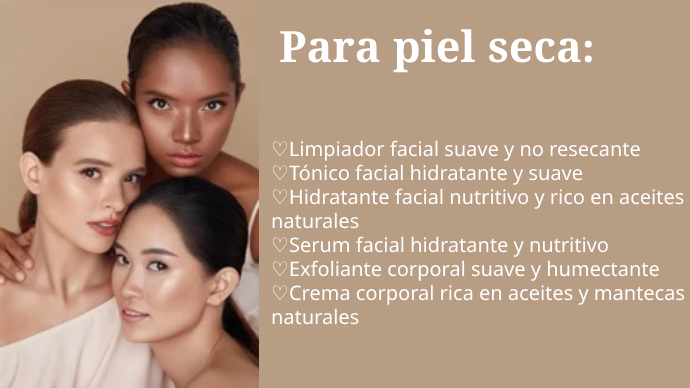 Para piel seca:
♡Limpiador facial suave y no resecante
♡Tónico facial hidratante y suave
♡Hidratante facial nutritivo y rico en aceites
naturales
♡Serum facial hidratante y nutritivo
♡Exfoliante corporal suave y humectante
♡Crema corporal rica en aceites y mantecas
naturales